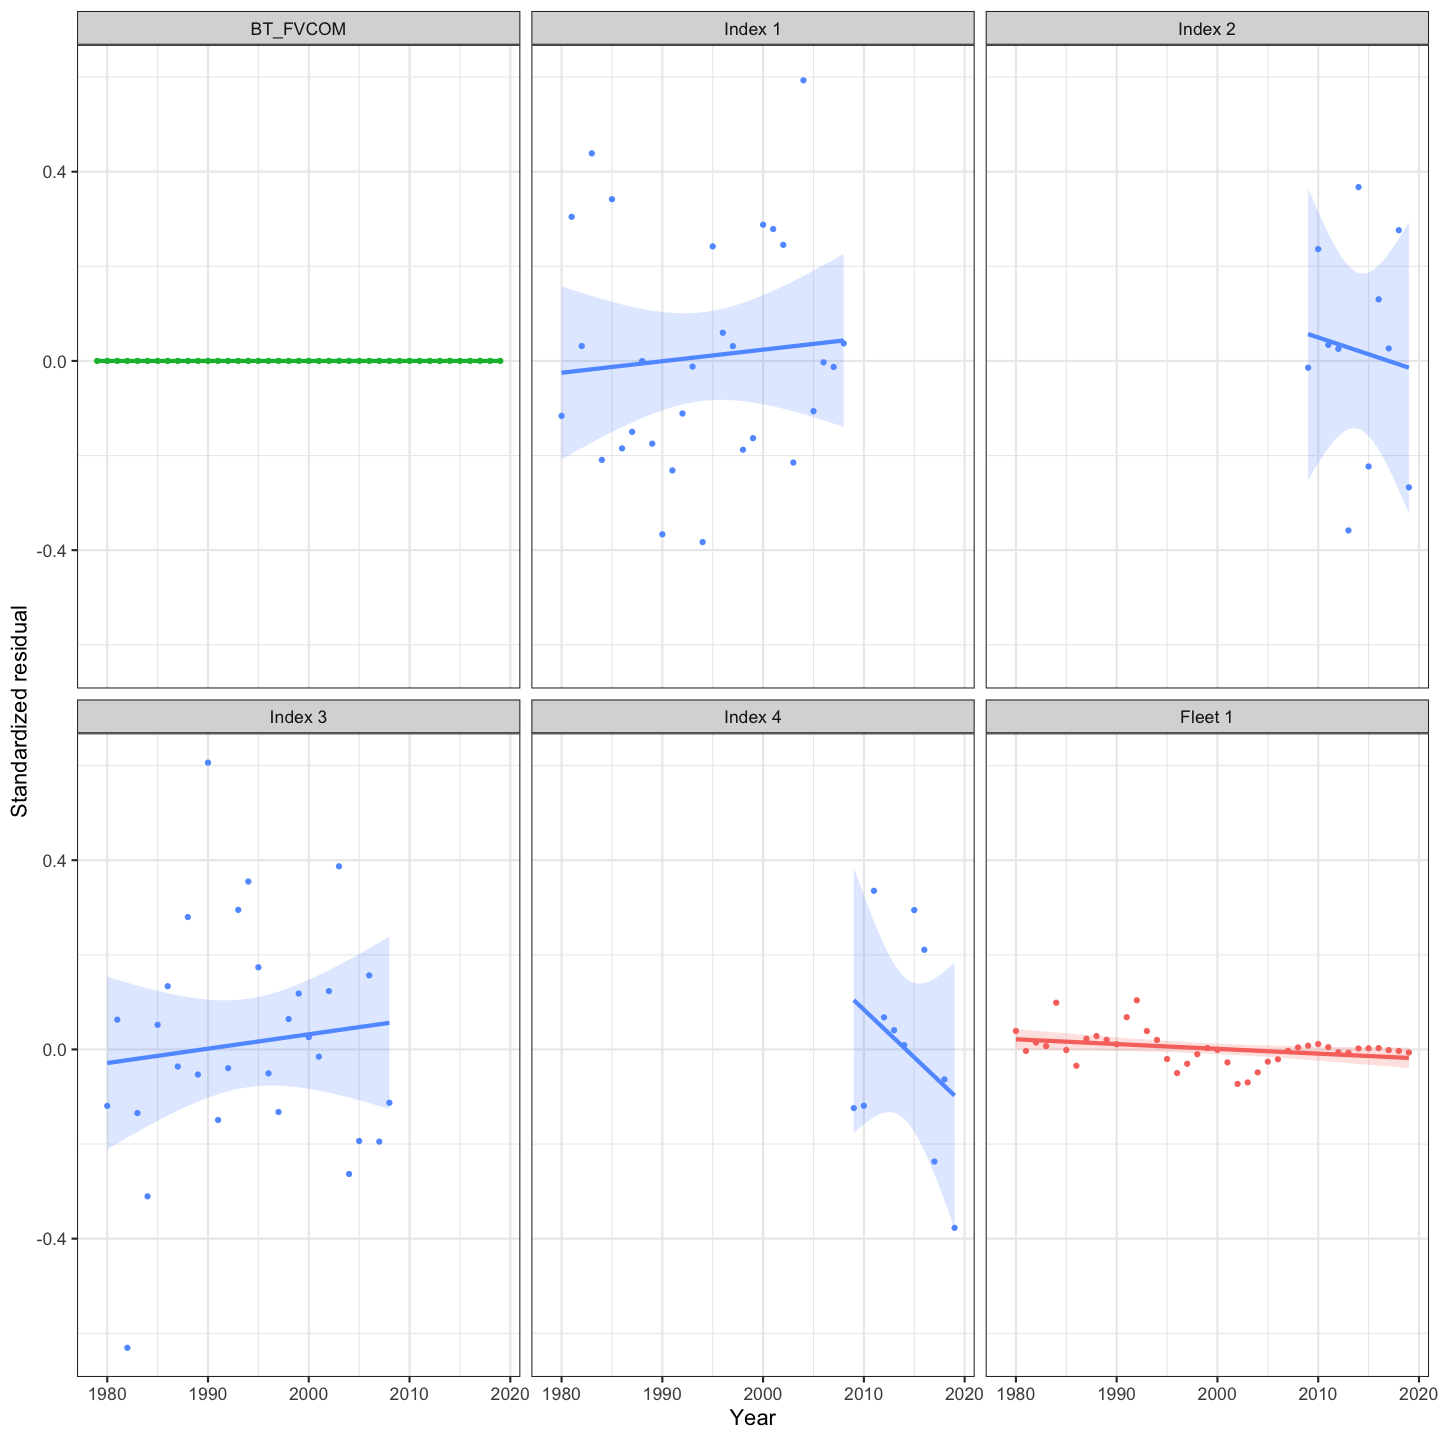 BT_FVCOM
Index 1
Index 2
0.4
0.0
-0.4
Standardized residual
Index 3
Index 4
Fleet 1
0.4
0.0
-0.4
1980 1990 2000 2010 2020
1980 1990 2000 2010 2020
1980 1990 2000 2010 2020
Year